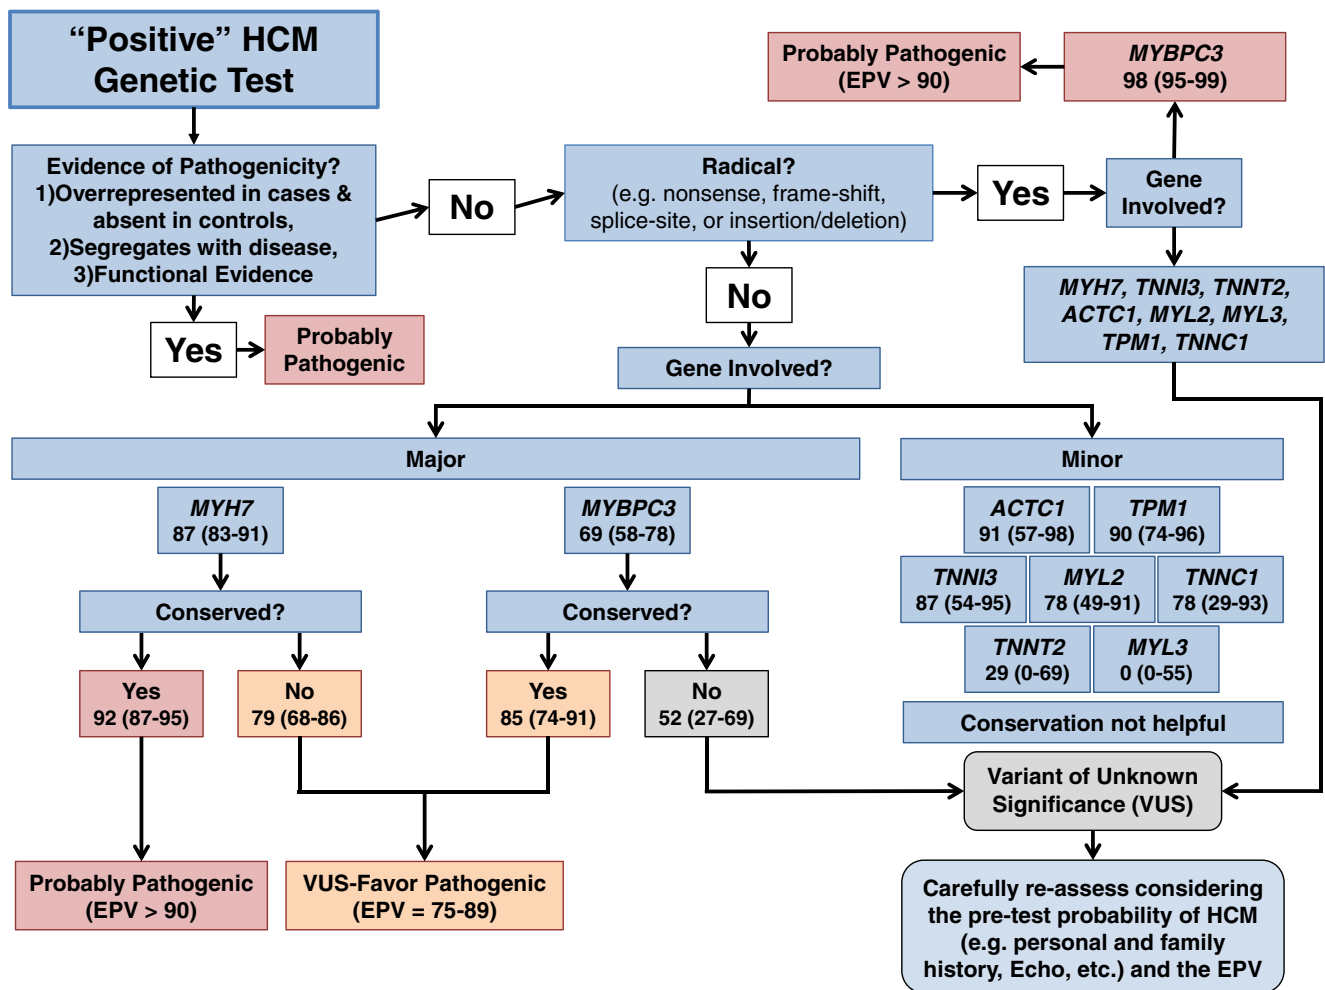 “Positive” HCM
Genetic Test
Evidence of Pathogenicity?
1)Overrepresented in cases &
absent in controls,
2)Segregates with disease,
3)Functional Evidence
Yes
Probably
Pathogenic
No
Radical?
(e.g. nonsense, frame-shift,
splice-site, or insertion/deletion)
Yes
Gene
Involved?
MYBPC3
98 (95-99)
Probably Pathogenic
(EPV > 90)
MYH7, TNNI3, TNNT2,
ACTC1, MYL2, MYL3,
TPM1, TNNC1
No
Gene Involved?
Major
MYH7
87 (83-91)
Conserved?
Yes
92 (87-95)
No
79 (68-86)
MYBPC3
69 (58-78)
Conserved?
Yes
85 (74-91)
No
52 (27-69)
Probably Pathogenic
(EPV > 90)
VUS-Favor Pathogenic
(EPV = 75-89)
Minor
ACTC1
91 (57-98)
TPM1
90 (74-96)
TNNI3
87 (54-95)
MYL2
78 (49-91)
TNNC1
78 (29-93)
TNNT2
29 (0-69)
MYL3
0 (0-55)
Conservation not helpful
Variant of Unknown
Significance (VUS)
Carefully re-assess considering
the pre-test probability of HCM
(e.g. personal and family
history, Echo, etc.) and the EPV